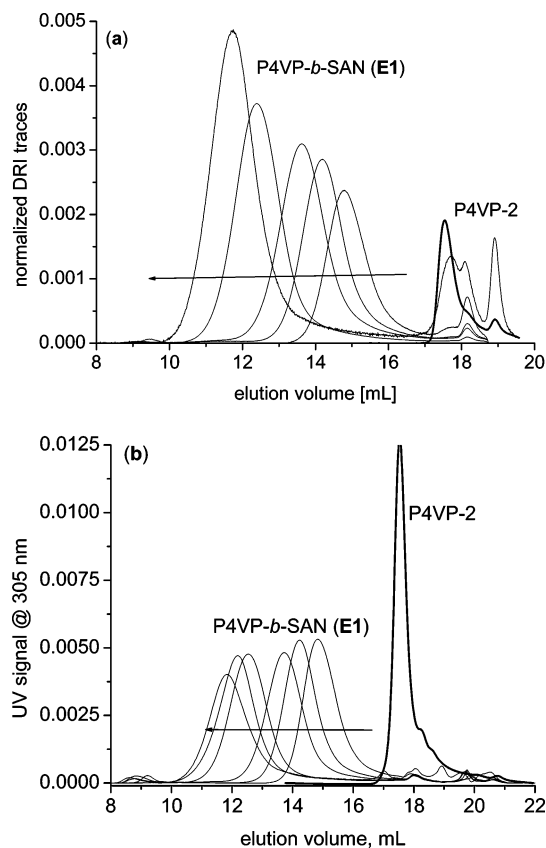 (a)
P4VP-b-SAN (E1)
P4VP-2
normalized DRI traces
0.005
0.004
0.003
0.002
0.001
0.000
8 10 12 14 16 18 20
elution volume [mL]
(b)
P4VP-2
P4VP-b-SAN (E1)
UV signal @ 305 nm
0.0125
0.0100
0.0075
0.0050
0.0025
0.0000
8 10 12 14 16 18 20 22
elution volume, mL